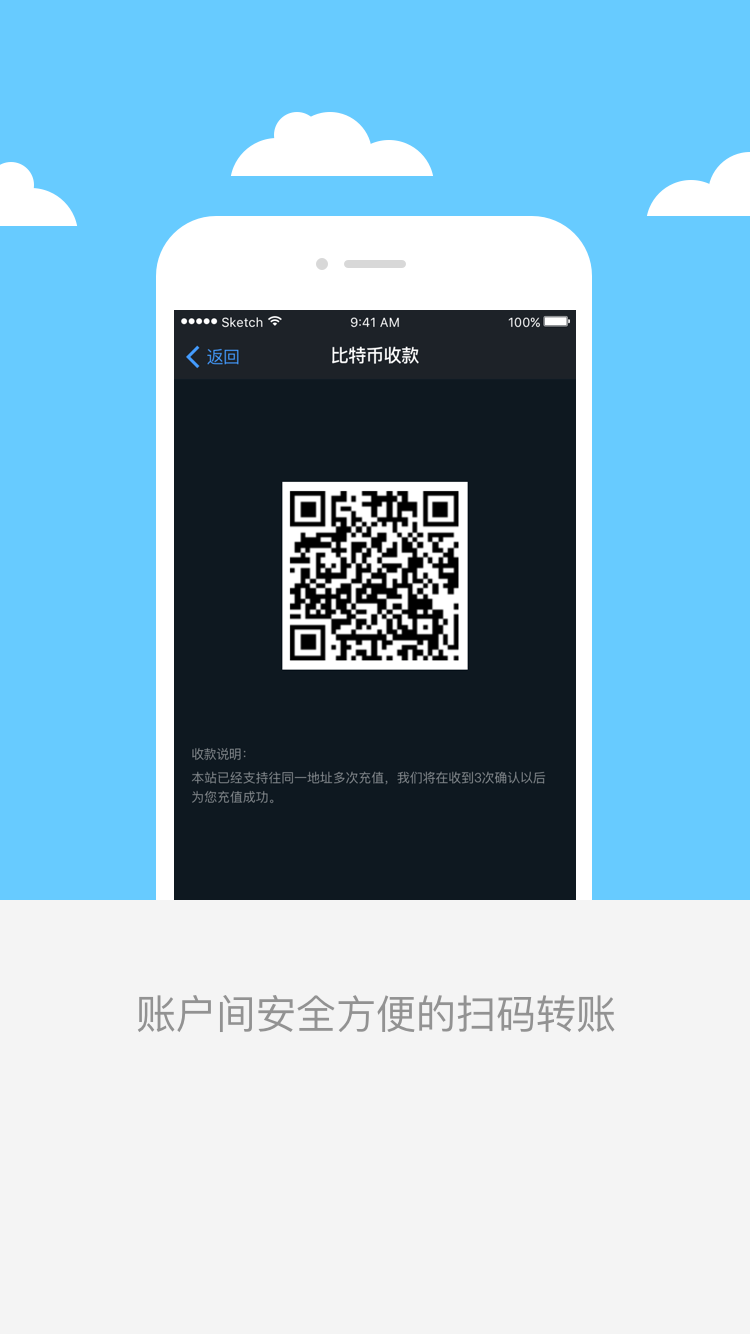 ●●●●● Sketch 9:41 AM 100%
返回 比特币收款
收款说明：
本站已经支持往同一地址多次充值，我们将在收到3次确认以后
为您充值成功。
账户间安全方便的扫码转账